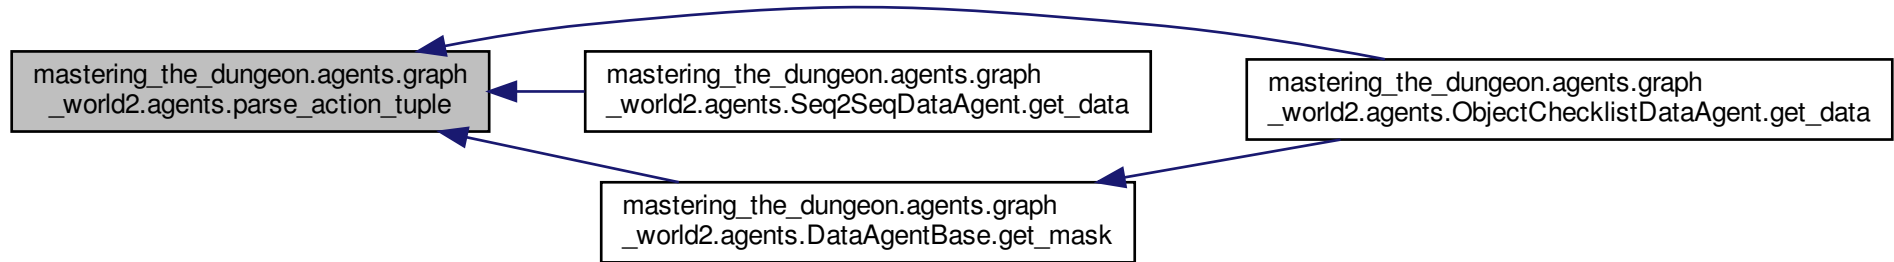 mastering_the_dungeon.agents.graph
_world2.agents.parse_action_tuple
mastering_the_dungeon.agents.graph
_world2.agents.Seq2SeqDataAgent.get_data
mastering_the_dungeon.agents.graph
_world2.agents.DataAgentBase.get_mask
mastering_the_dungeon.agents.graph
_world2.agents.ObjectChecklistDataAgent.get_data